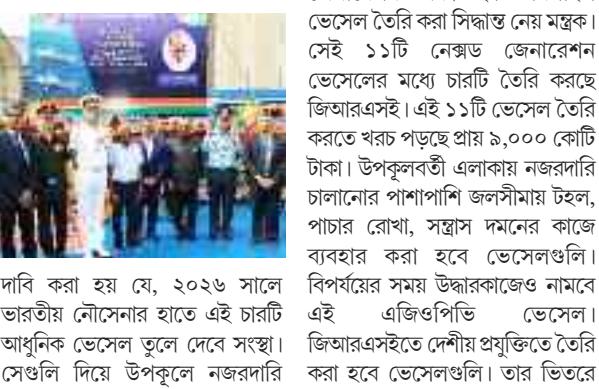 দাবি করা হয় যে, ২০২৬ সালে
ভারতীয় নৌসেনার হাতে এই চারটি
আধুনিক ভেসেল তুলে দেবে সংস্থা।
সেগুলি দিয়ে উপকূলে নজরদারি
ভেসেল তৈরি করা সিদ্ধান্ত নেয় মন্ত্রক।
সেই ১১টি নেক্সড জেনারেশন
ভেসেলের মধ্যে চারটি তৈরি করছে
জিআরএসই। এই ১১টি ভেসেল তৈরি
করতে খরচ পড়ছে প্রায় ৯,০০০ কোটি
টাকা। উপকূলবর্তী এলাকায় নজরদারি
চালানোর পাশাপাশি জলসীমায় টহল,
পাচার রোখা, সন্ত্রাস দমনের কাজে
ব্যবহার করা হবে ভেসেলগুলি।
বিপর্যয়ের সময় উদ্ধারকাজেও নামবে
এই এজিওপিভি ভেসেল।
জিআরএসইতে দেশীয় প্রযুক্তিতে তৈরি
করা হবে ভেসেলগুলি। তার ভিতরে